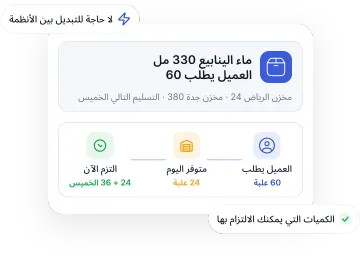 لا حاجة للتبديل بين الأنظمة
ماء الينابيع 330 مل
العميل يطلب 60
مخزن الرياض 24 · مخزن جدة 380 · التسليم التالي الخميس
العميل يطلب
60 علبة
متوفر اليوم
24 علبة
التزم الآن
24 + 36 الخميس
الكميات التي يمكنك الالتزام بها